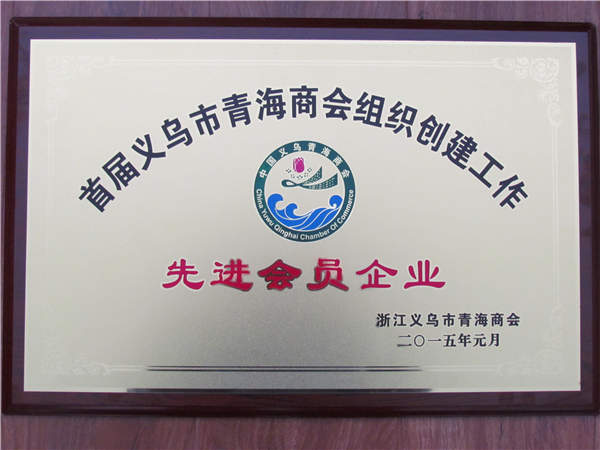 首届义乌市青海商会组织创建工作
中国义乌青海商会
China Yiwu Qinghai Chamber Of Commerce
先进会员企业
浙江义乌市青海商会
二〇一五年元月